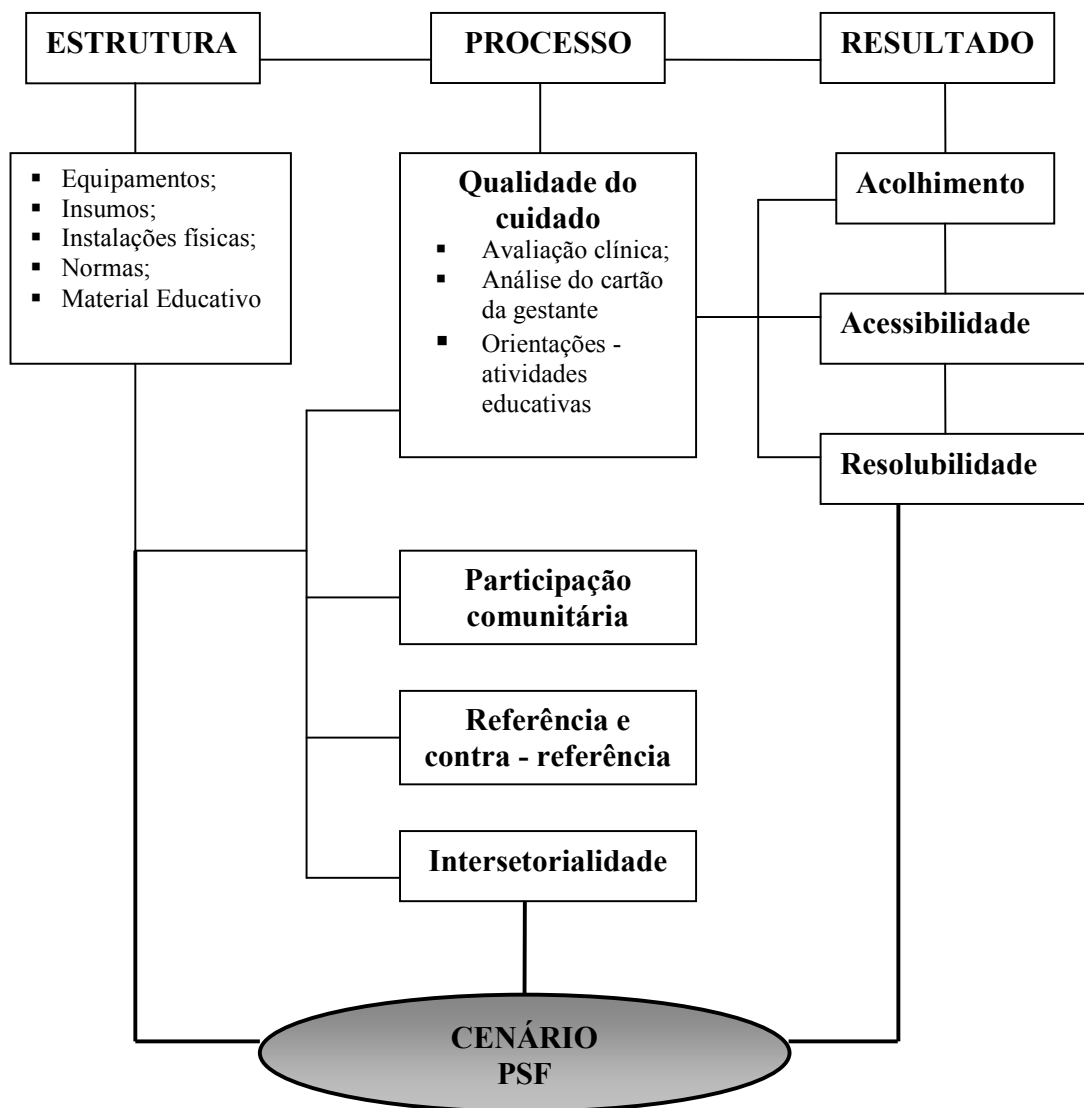 ESTRUTURA
PROCESSO
RESULTADO
▪ Equipamentos;
▪ Insumos;
▪ Instalações físicas;
▪ Normas;
▪ Material Educativo
Qualidade do
cuidado
▪ Avaliação clínica;
▪ Análise do cartão
da gestante
▪ Orientações -
atividades
educativas
Acolhimento
Acessibilidade
Resolubilidade
Participação
comunitária
Referência e
contra - referência
Intersetorialidade
CENÁRIO
PSF